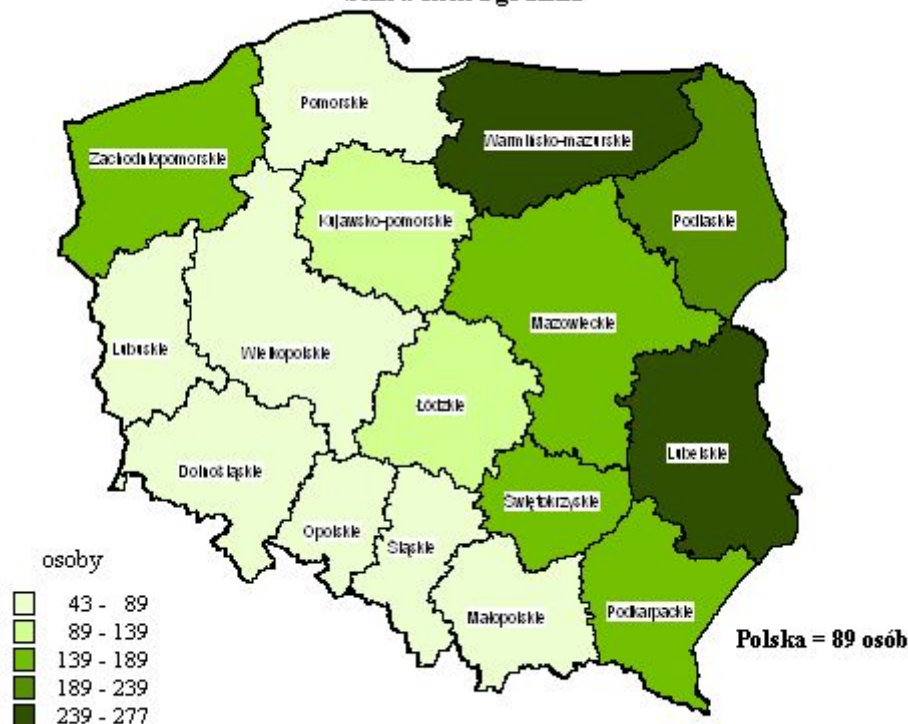 Pomorskie
Warmińsko-mazurskie
Zachodniopomorskie
Podlaskie
Kujawsko-pomorskie
Mazowieckie
Lubuskie
Wielkopolskie
Łódzkie
Lubelskie
Dolnośląskie
Świętokrzyskie
Opolskie
Śląskie
Małopolskie
Podkarpackie
Polska = 89 osób
osoby
43 - 89
89 - 139
139 - 189
189 - 239
239 - 277